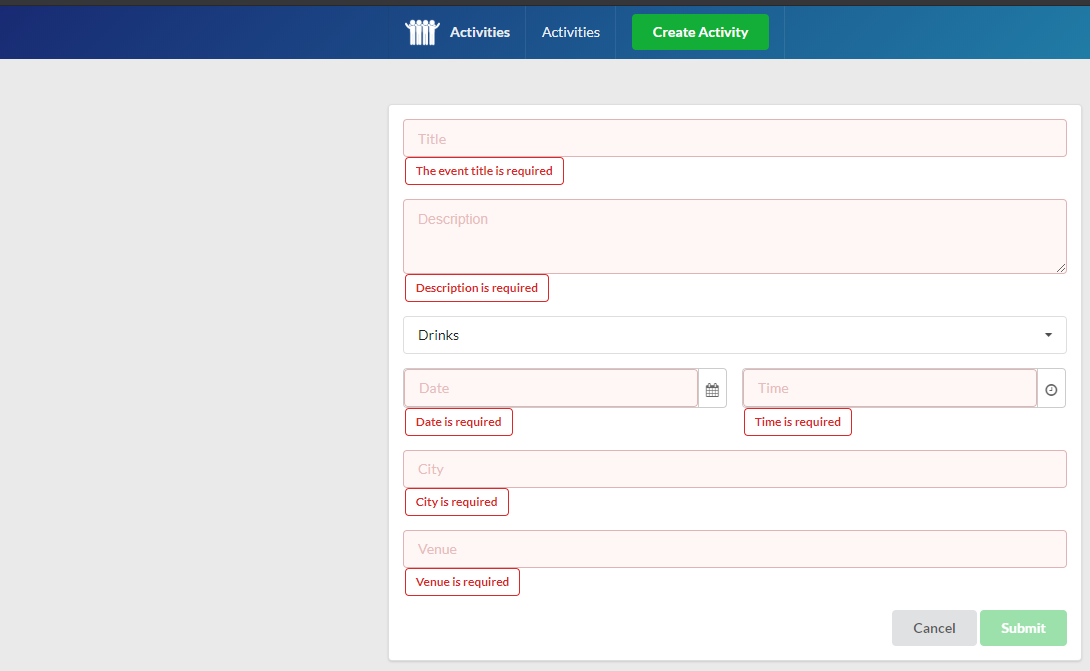 Activities
Activities
Create Activity
Title
The event title is required
Description
Description is required
Drinks
Date
Time
Date is required
Time is required
City
City is required
Venue
Venue is required
Cancel
Submit